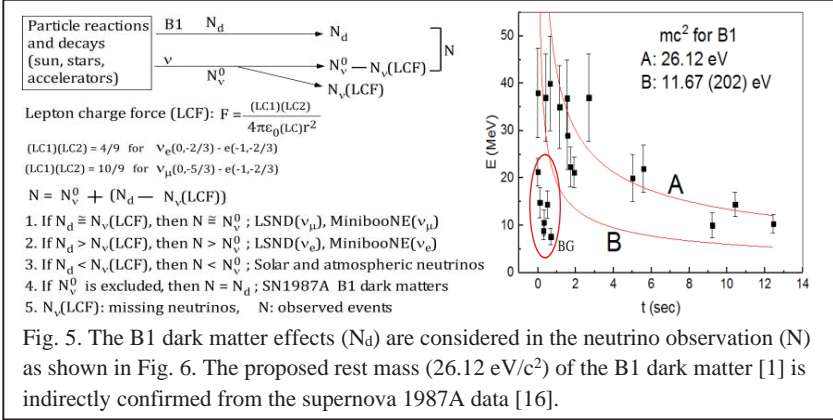 Particle reactions
and decays
(sun, stars,
accelerators)
B1 N_d
N_d
ν
N_ν^0
N_ν^0 − N_ν(LCF)
N_ν(LCF)
N
Lepton charge force (LCF): F = (LC1)(LC2) / 4πε_0(LC)r^2
(LC1)(LC2) = 4/9 for ν_e(0,-2/3) - e(-1,-2/3)
(LC1)(LC2) = 10/9 for ν_μ(0,-5/3) - e(-1,-2/3)
N = N_ν^0 + (N_d − N_ν(LCF))
1. If N_d ≅ N_ν(LCF), then N ≅ N_ν^0 ; LSND(ν_μ), MinibooNE(ν_μ)
2. If N_d > N_ν(LCF), then N > N_ν^0 ; LSND(ν_e), MinibooNE(ν_e)
3. If N_d < N_ν(LCF), then N < N_ν^0 ; Solar and atmospheric neutrinos
4. If N_ν^0 is excluded, then N = N_d ; SN1987A B1 dark matters
5. N_ν(LCF): missing neutrinos, N: observed events
mc² for B1
A: 26.12 eV
B: 11.67 (202) eV
E (MeV)
50
40
30
20
10
0
A
B
BG
0 2 4 6 8 10 12 14
t (sec)
Fig. 5. The B1 dark matter effects (N_d) are considered in the neutrino observation (N)
as shown in Fig. 6. The proposed rest mass (26.12 eV/c²) of the B1 dark matter [1] is
indirectly confirmed from the supernova 1987A data [16].